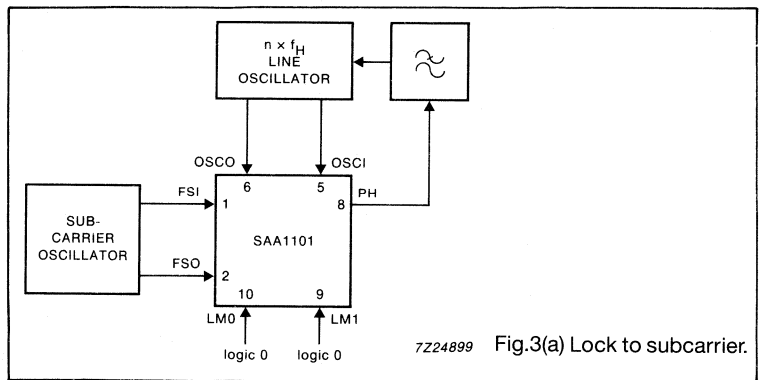 n × fH
LINE
OSCILLATOR
OSCO
OSCI
6
5
PH
FSI
1
8
SUB-
CARRIER
OSCILLATOR
SAA1101
FSO
2
10
9
LM0
LM1
logic 0
logic 0
7Z24899
Fig.3(a) Lock to subcarrier.